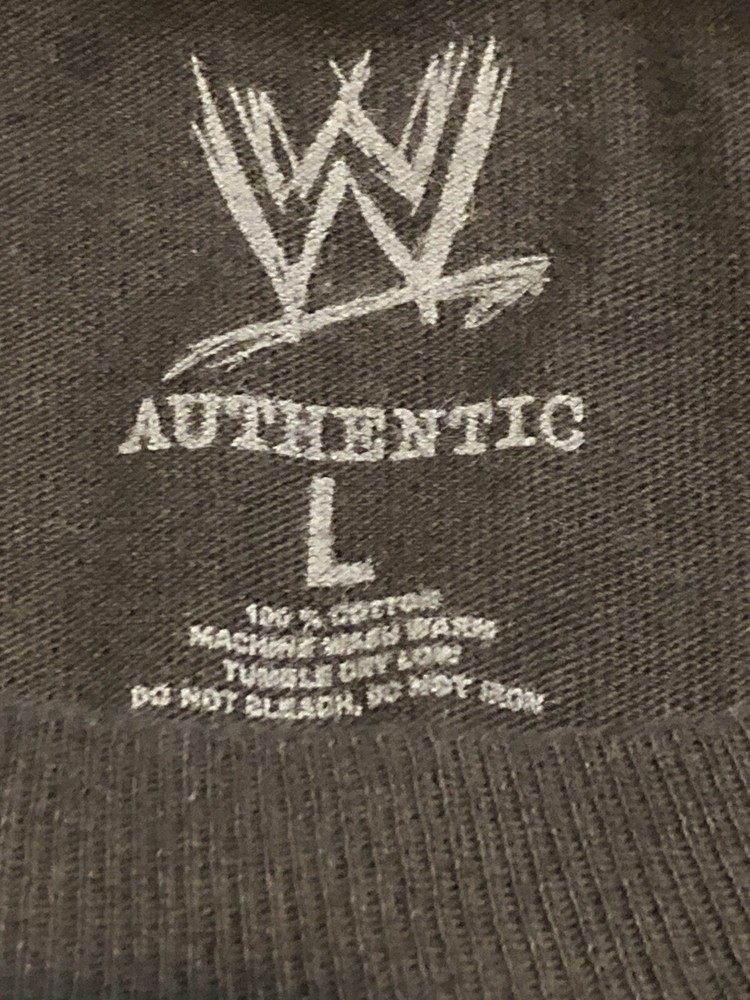 W
AUTHENTIC
L
100 % COTTON
MACHINE WASH WARM
TUMBLE DRY LOW
DO NOT BLEACH, DO NOT IRON